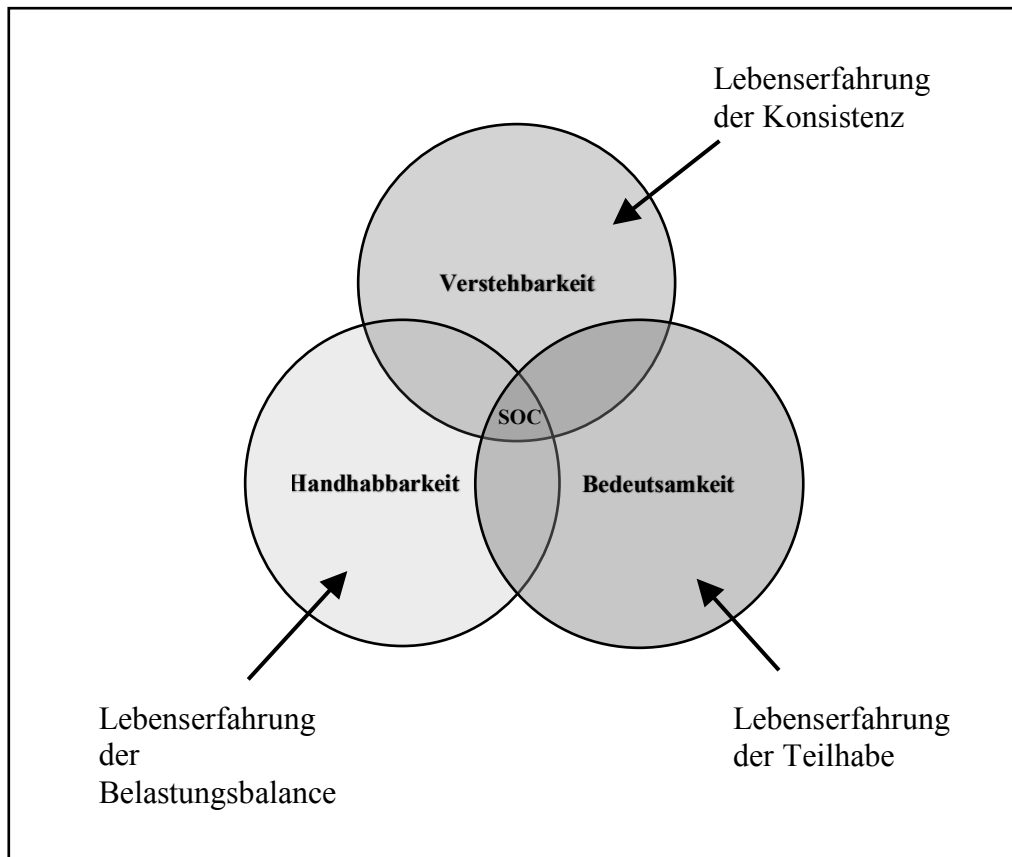 Lebenserfahrung
der Konsistenz
Verstehbarkeit
SOC
Handhabbarkeit
Bedeutsamkeit
Lebenserfahrung
der
Belastungsbalance
Lebenserfahrung
der Teilhabe